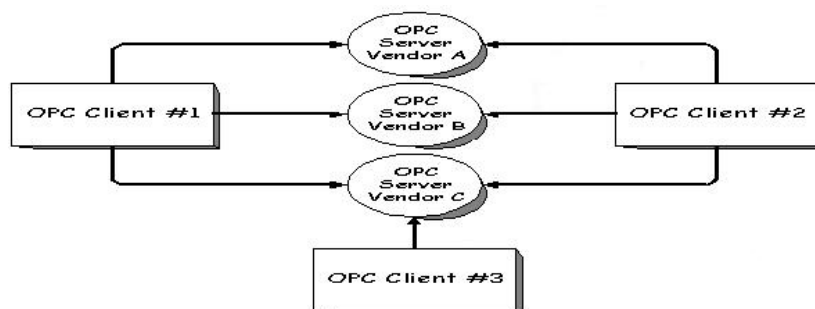 OPC
Server
Vendor A
OPC Client #1
OPC
Server
Vendor B
OPC Client #2
OPC
Server
Vendor C
OPC Client #3